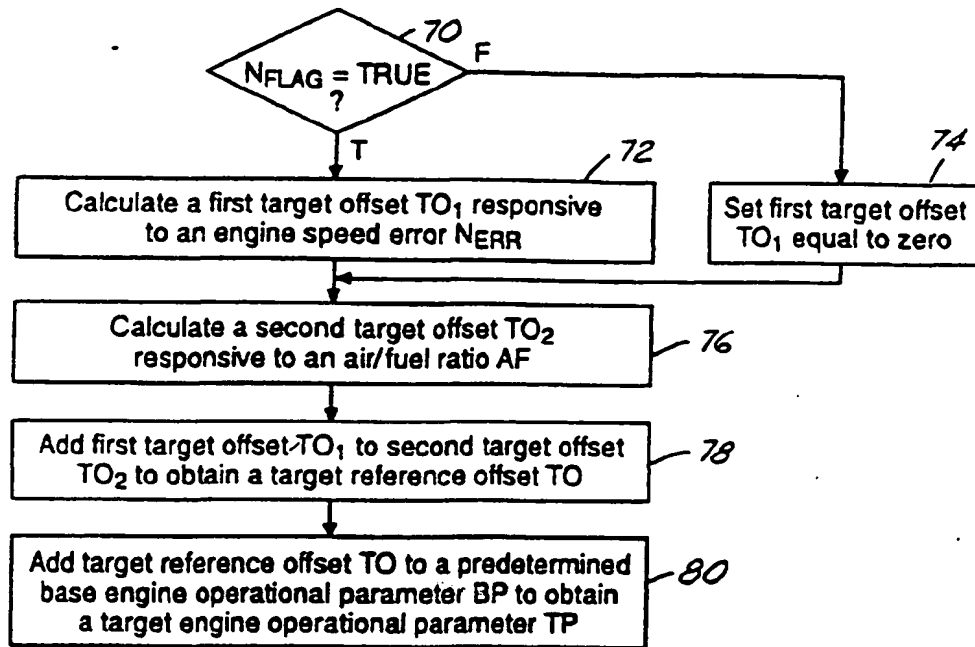 70
N_FLAG = TRUE
?
F
T
72
Calculate a first target offset TO₁ responsive
to an engine speed error N_ERR
74
Set first target offset
TO₁ equal to zero
Calculate a second target offset TO₂
responsive to an air/fuel ratio AF
76
Add first target offset TO₁ to second target offset
TO₂ to obtain a target reference offset TO
78
Add target reference offset TO to a predetermined
base engine operational parameter BP to obtain
a target engine operational parameter TP
80